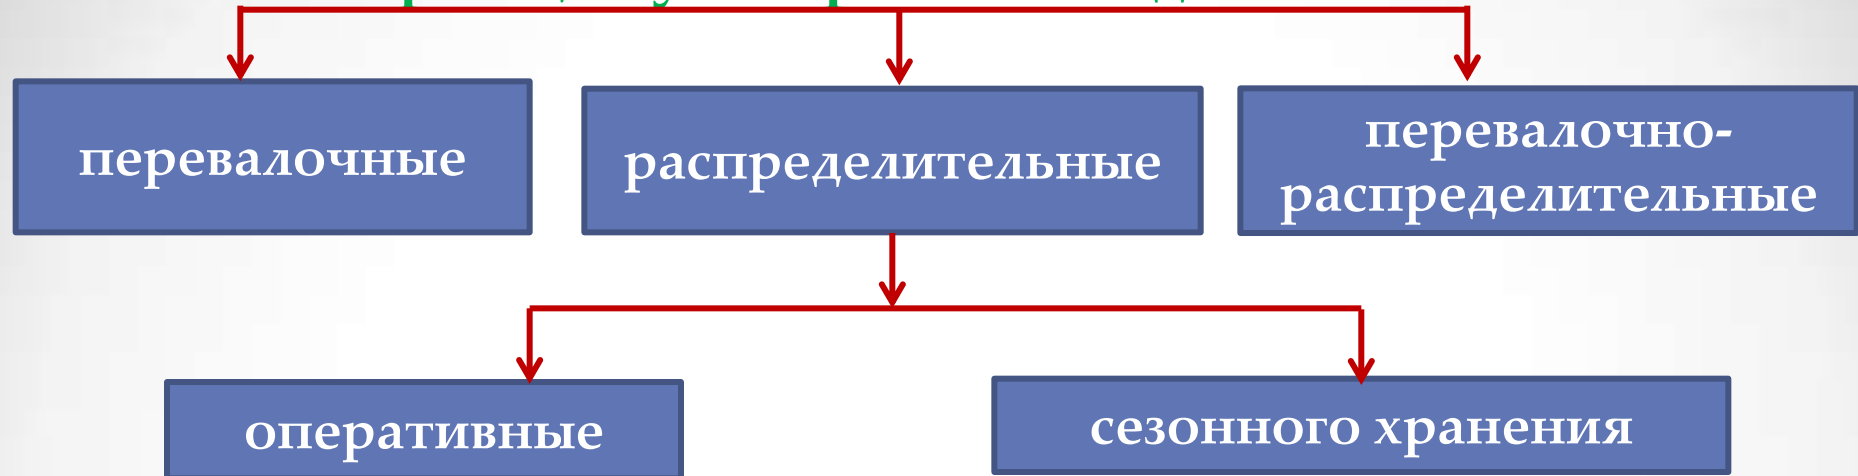 перевалочные
распределительные
перевалочно-
распределительные
оперативные
сезонного хранения